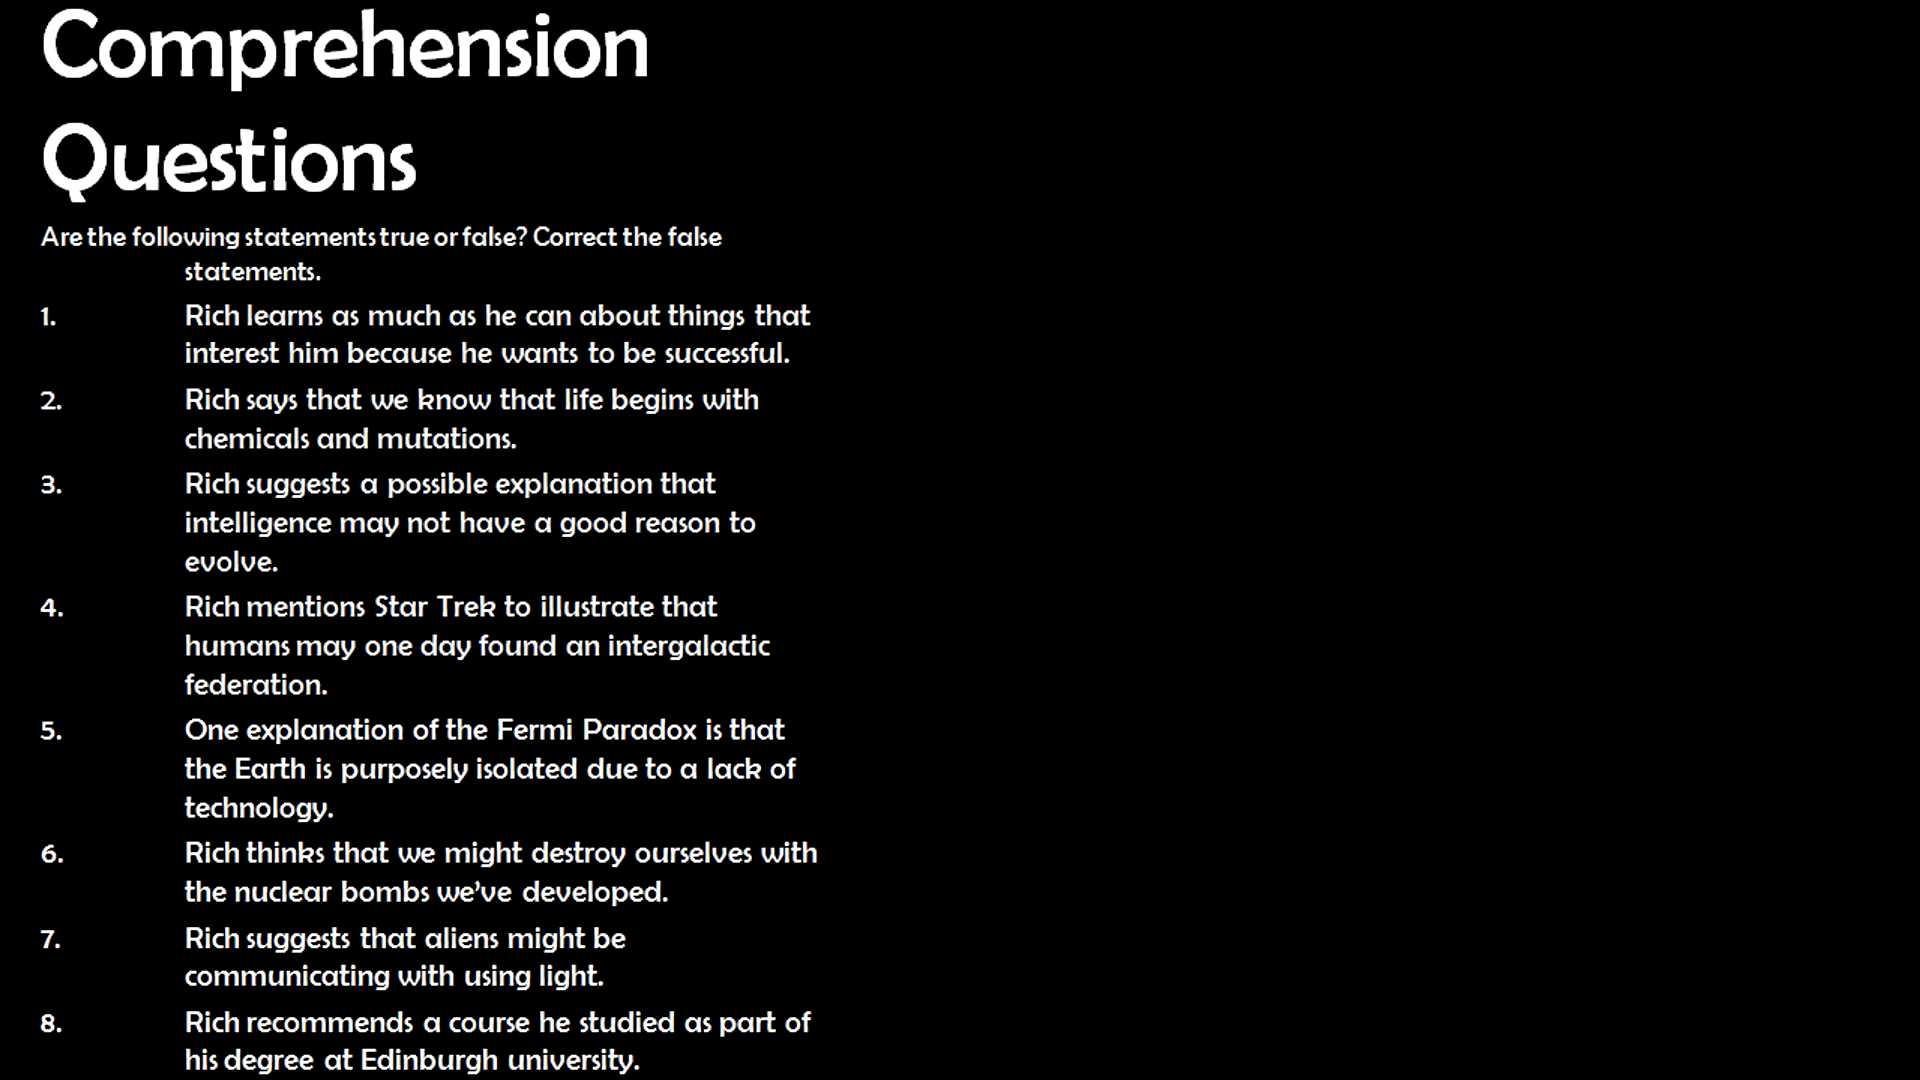 Comprehension
Questions
Are the following statements true or false? Correct the false
statements.
1. Rich learns as much as he can about things that
interest him because he wants to be successful.
2. Rich says that we know that life begins with
chemicals and mutations.
3. Rich suggests a possible explanation that
intelligence may not have a good reason to
evolve.
4. Rich mentions Star Trek to illustrate that
humans may one day found an intergalactic
federation.
5. One explanation of the Fermi Paradox is that
the Earth is purposely isolated due to a lack of
technology.
6. Rich thinks that we might destroy ourselves with
the nuclear bombs we’ve developed.
7. Rich suggests that aliens might be
communicating with using light.
8. Rich recommends a course he studied as part of
his degree at Edinburgh university.